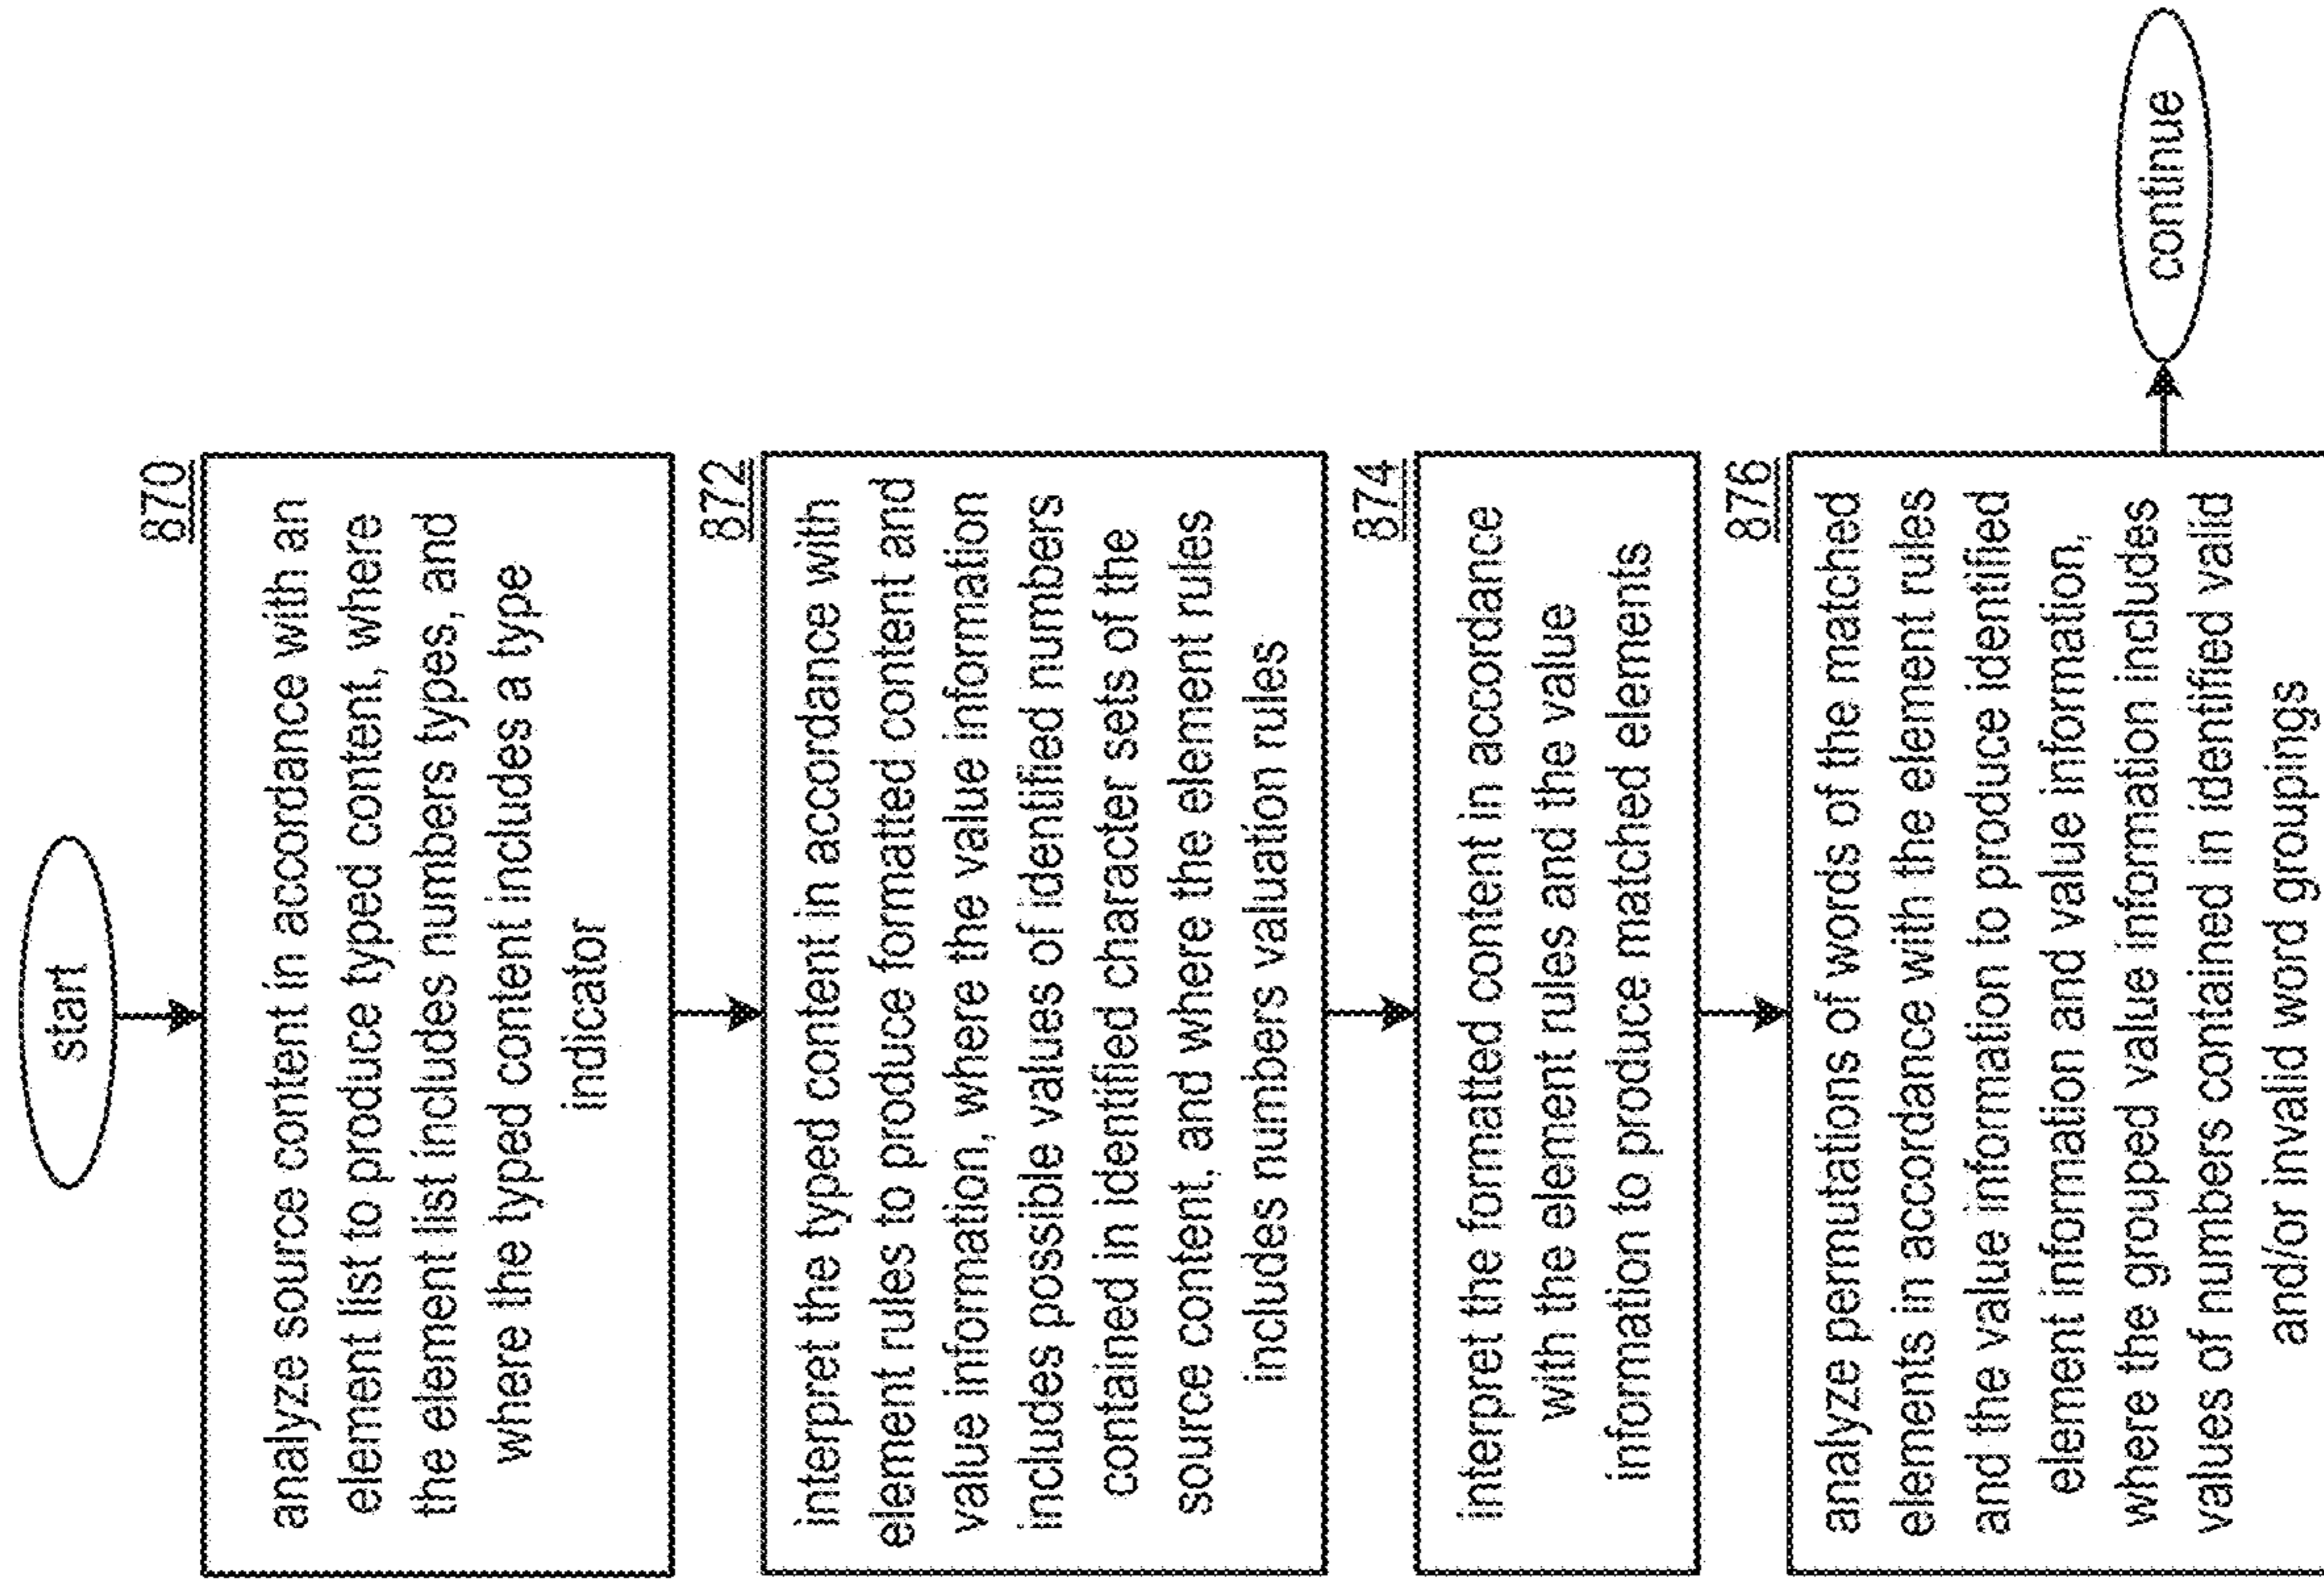 start
870
analyze source content in accordance with an
element list to produce typed content, where
the element list includes numbers types, and
where the typed content includes a type
indicator
872
interpret the typed content in accordance with
element rules to produce formatted content and
value information, where the value information
includes possible values of identified numbers
contained in identified character sets of the
source content, and where the element rules
includes numbers valuation rules
874
interpret the formatted content in accordance
with the element rules and the value
information to produce matched elements
876
analyze permutations of words of the matched
elements in accordance with the element rules
and the value information to produce identified
element information and value information,
where the grouped value information includes
values of numbers contained in identified valid
and/or invalid word groupings
continue